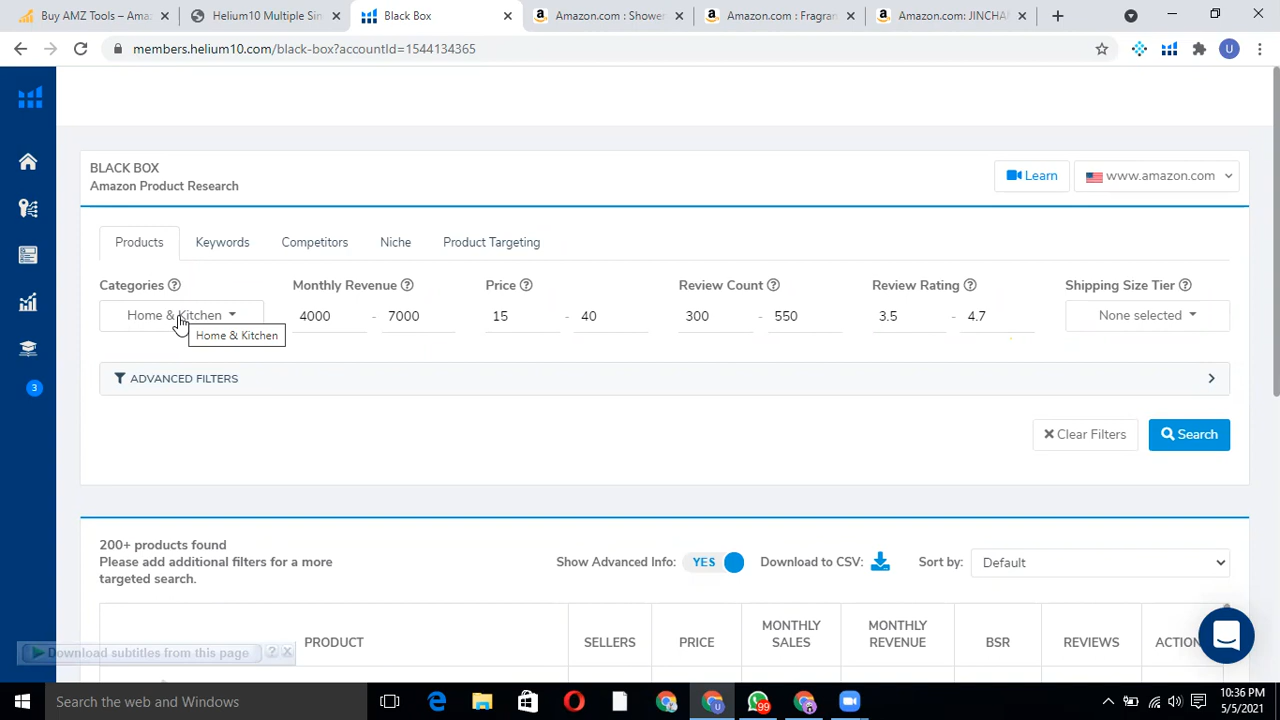 Buy AMZ Tools – Amaz
Helium10 Multiple Sin
Black Box
Amazon.com : Showe
Amazon.com : Fragran
Amazon.com: JINCHA
members.helium10.com/black-box?accountId=1544134365
U
BLACK BOX
Amazon Product Research
Learn
www.amazon.com
Products
Keywords
Competitors
Niche
Product Targeting
Categories ?
Monthly Revenue ?
Price ?
Review Count ?
Review Rating ?
Shipping Size Tier ?
Home & Kitchen
4000 - 7000
15 - 40
300 - 550
3.5 - 4.7
None selected
Home & Kitchen
3
ADVANCED FILTERS
Clear Filters
Search
200+ products found
Please add additional filters for a more
targeted search.
Show Advanced Info: YES
Download to CSV:
Sort by: Default
PRODUCT
SELLERS
PRICE
MONTHLY
SALES
MONTHLY
REVENUE
BSR
REVIEWS
ACTION
Download subtitles from this page ?
Search the web and Windows
99
U
10:36 PM
5/5/2021